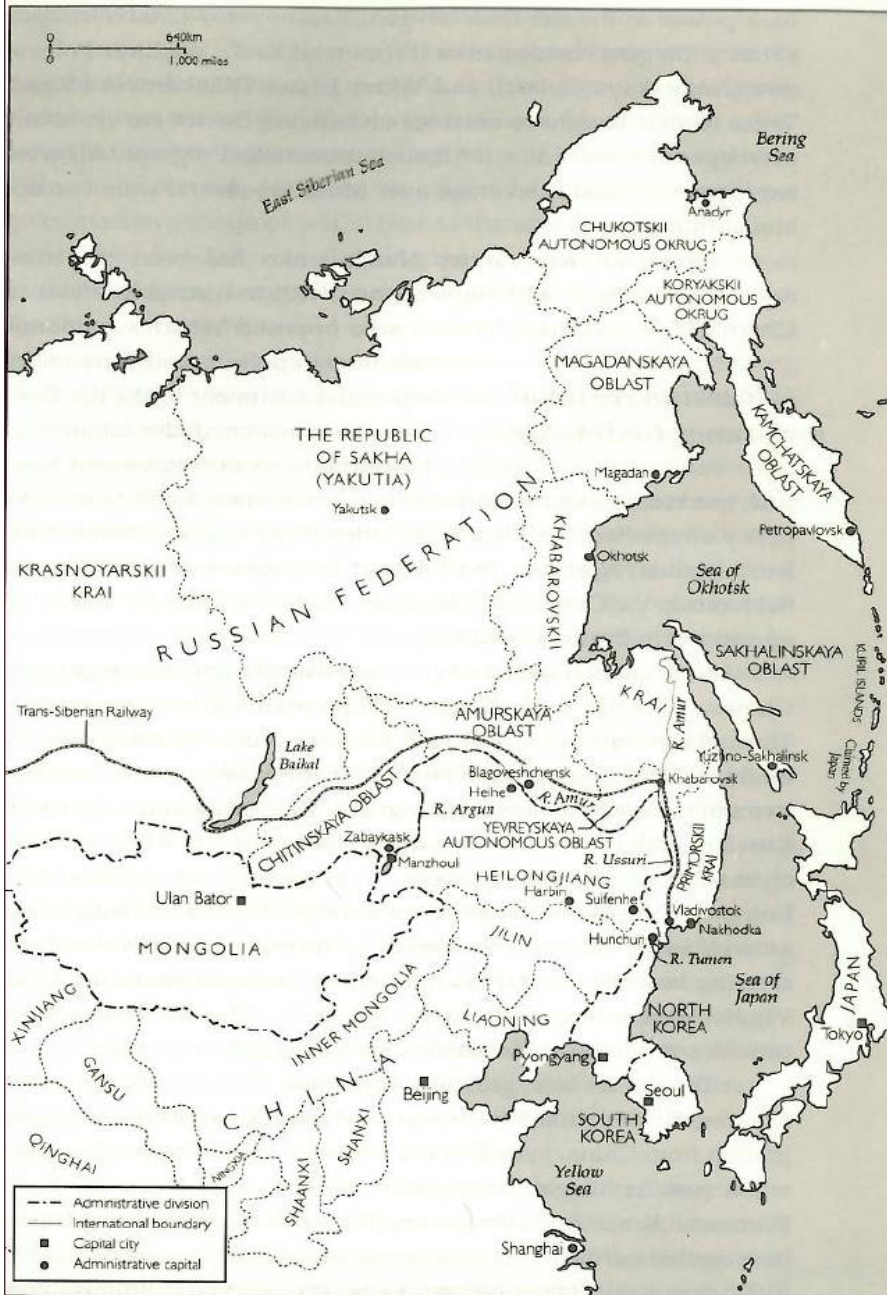 0 640km
0 1,000 miles
East Siberian Sea
Bering
Sea
Anadyr
CHUKOTSKII
AUTONOMOUS OKRUG
KORYAKSKII
AUTONOMOUS
OKRUG
MAGADANSKAYA
OBLAST
KAMCHATSKAYA
OBLAST
THE REPUBLIC
OF SAKHA
(YAKUTIA)
Yakutsk
Magadan
Petropavlovsk
Okhotsk
KRASNOYARSKII
KRAI
RUSSIAN FEDERATION
KHABAROVSKII
KRAI
Sea of
Okhotsk
SAKHALINSKAYA
OBLAST
KURIL ISLANDS
Claimed by
Japan
Trans-Siberian Railway
Lake
Baikal
AMURSKAYA
OBLAST
R. Amur
Yuzhno-Sakhalinsk
Blagoveshchensk
Heihe
R. Amur
Khabarovsk
CHITINSKAYA OBLAST
R. Argun
YEVREYSKAYA
AUTONOMOUS OBLAST
Zabaykalsk
Manzhouli
R. Ussuri
PRIMORSKII
KRAI
HEILONGJIANG
Harbin
Suifenhe
Ulan Bator
Vladivostok
Nakhodka
MONGOLIA
JILIN
Hunchun
R. Tumen
XINJIANG
INNER MONGOLIA
LIAONING
NORTH
KOREA
Sea of
Japan
JAPAN
Tokyo
GANSU
CHINA
Beijing
Pyongyang
Seoul
SOUTH
KOREA
QINGHAI
NINGXIA
SHAANXI
SHANXI
Yellow
Sea
Shanghai
Administrative division
International boundary
Capital city
Administrative capital